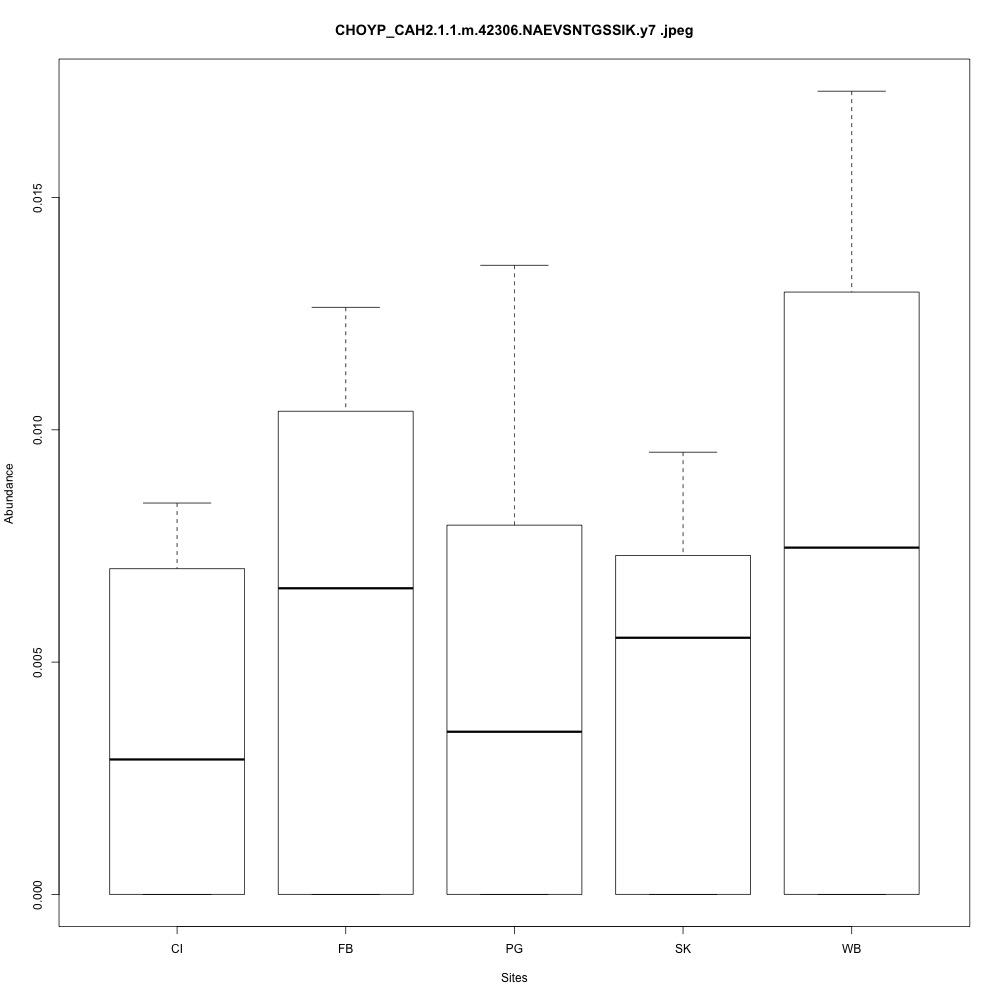 CHOYP_CAH2.1.1.m.42306.NAEVSNTGSSIK.y7 .jpeg
Abundance
0.015
0.010
0.005
0.000
CI FB PG SK WB
Sites